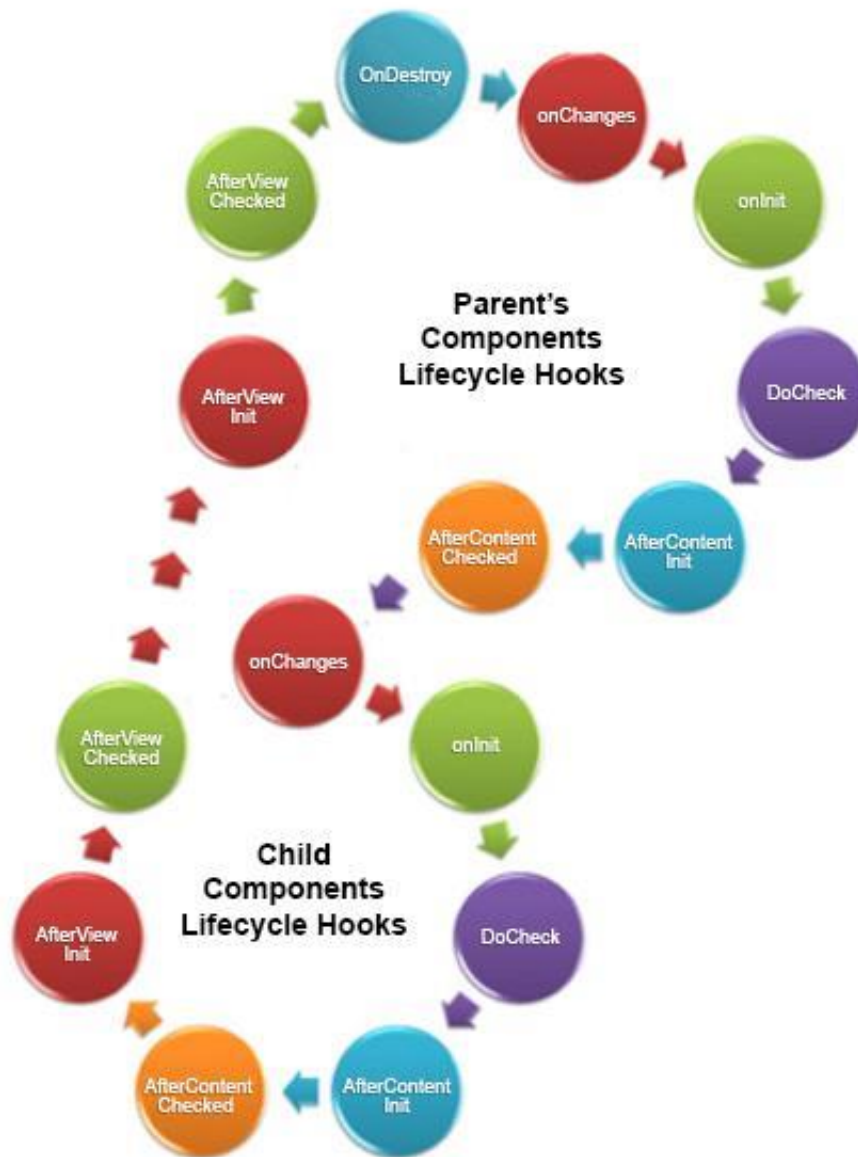 OnDestroy
onChanges
onInit
DoCheck
AfterContent
Init
AfterContent
Checked
onChanges
onInit
DoCheck
AfterContent
Init
AfterContent
Checked
AfterView
Init
AfterView
Checked
AfterView
Init
AfterView
Checked
Parent's
Components
Lifecycle Hooks
Child
Components
Lifecycle Hooks